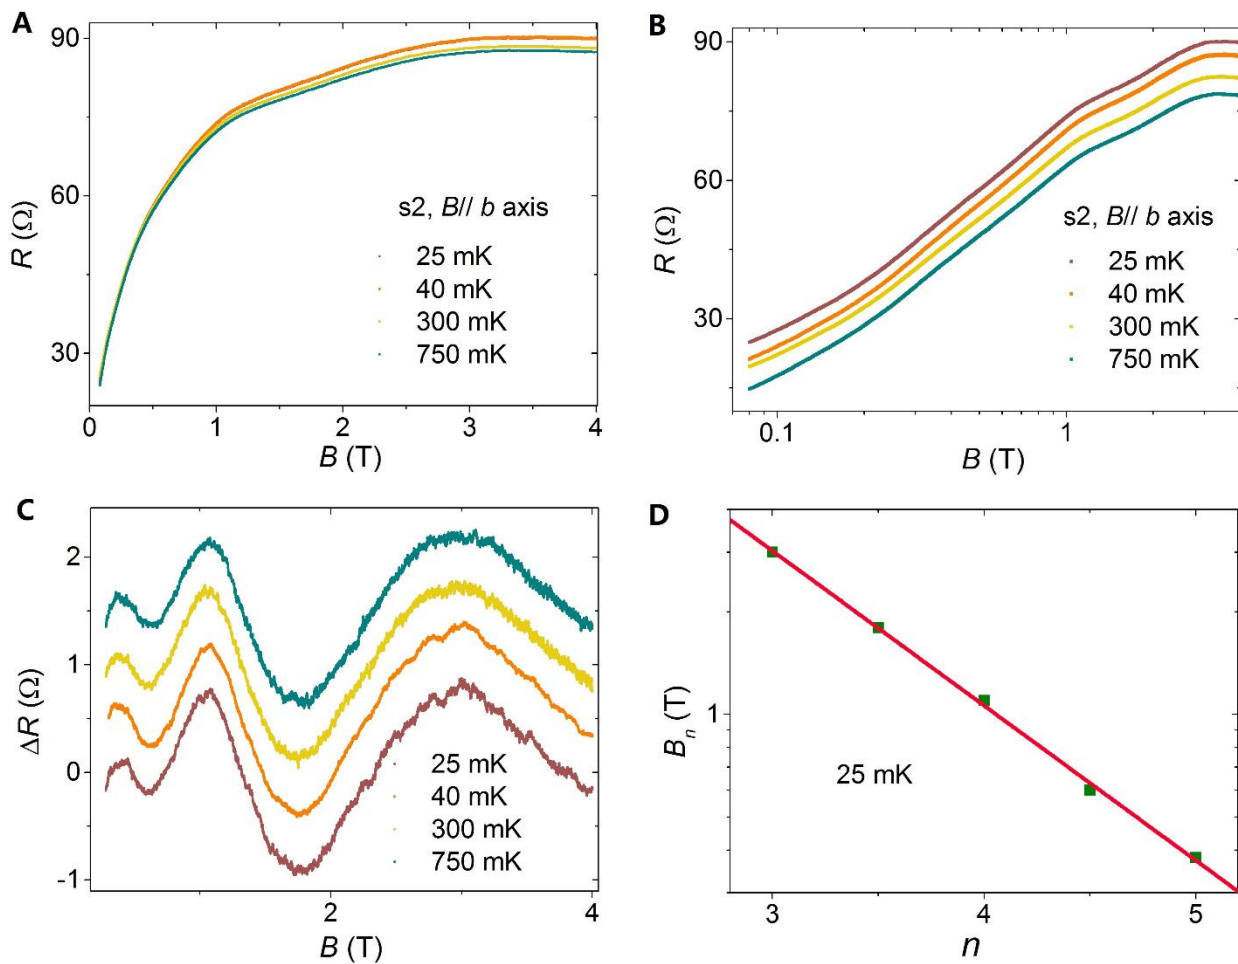 A
90
60
30
R (Ω)
s2, B// b axis
25 mK
40 mK
300 mK
750 mK
0
1
2
3
4
B (T)
B
90
60
30
R (Ω)
s2, B// b axis
25 mK
40 mK
300 mK
750 mK
0.1
1
B (T)
C
2
1
0
-1
ΔR (Ω)
25 mK
40 mK
300 mK
750 mK
2
4
B (T)
D
1
Bₙ (T)
25 mK
3
4
5
n